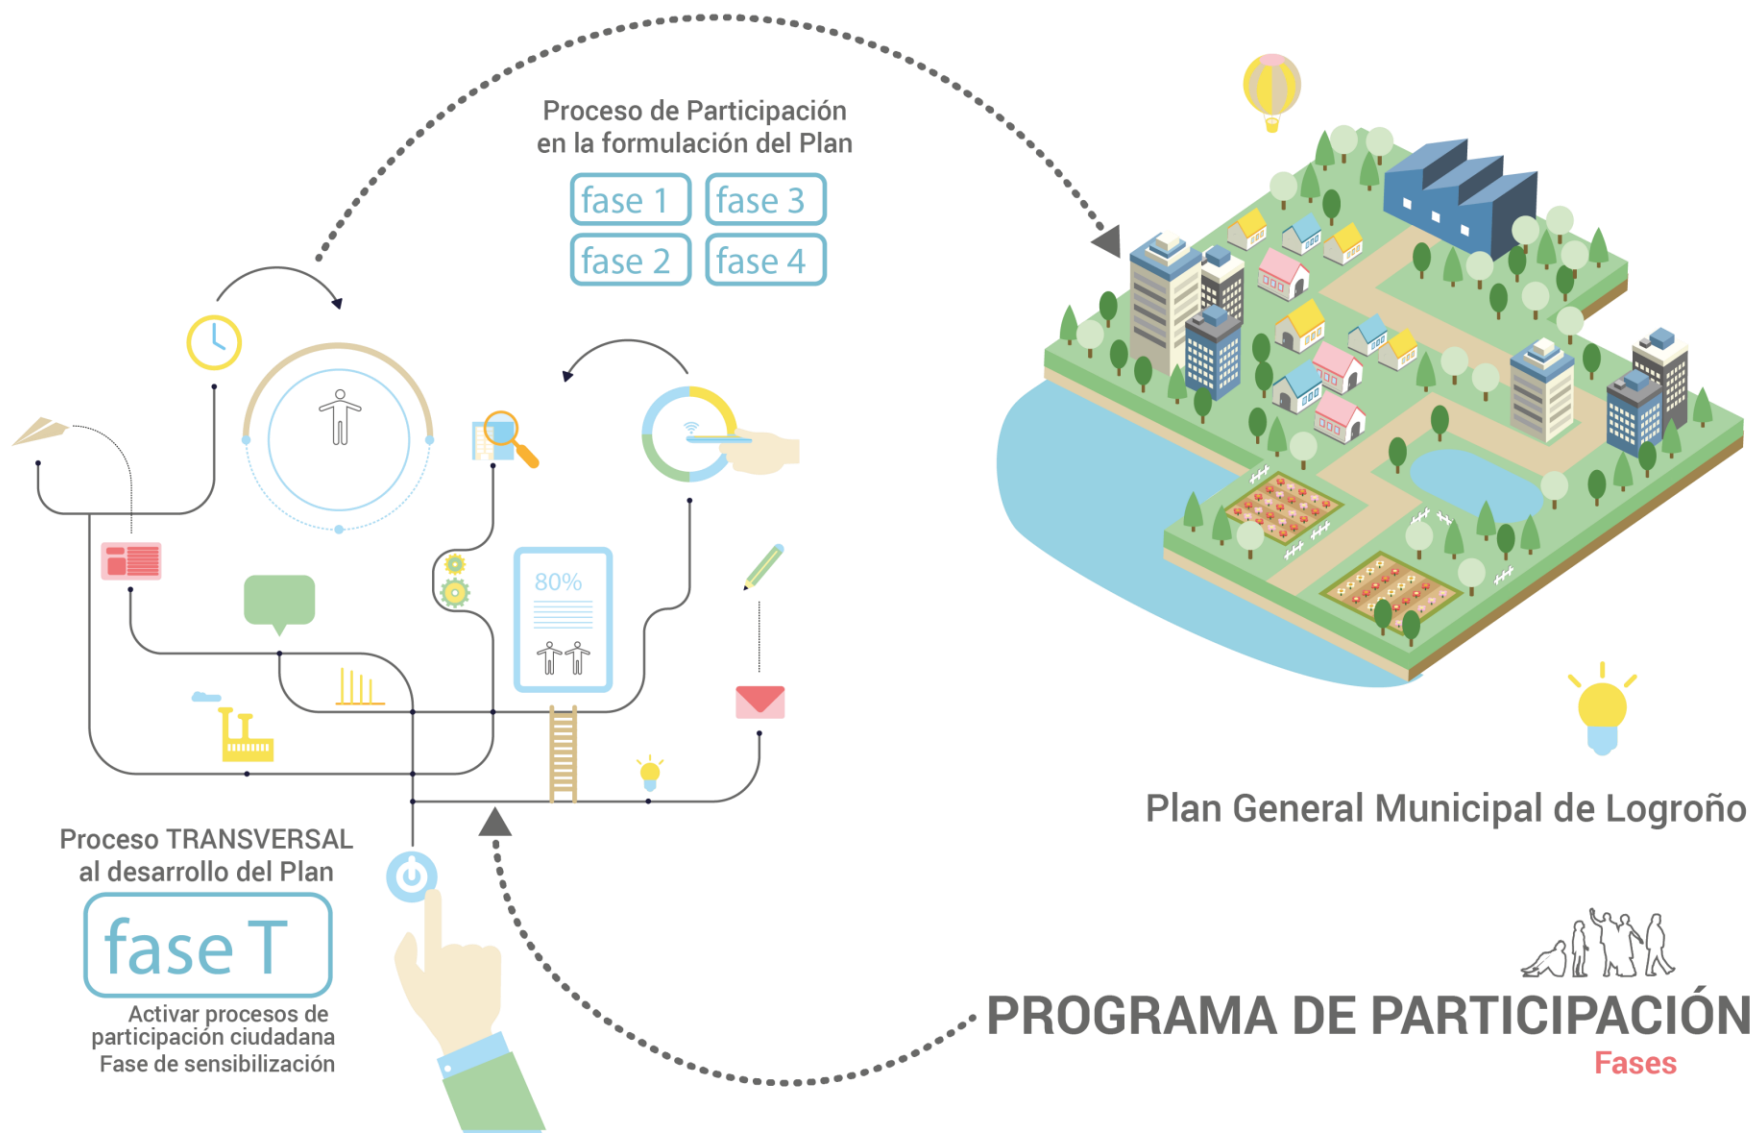 Proceso de Participación
en la formulación del Plan
fase 1
fase 3
fase 2
fase 4
80%
Proceso TRANSVERSAL
al desarrollo del Plan
fase T
Activar procesos de
participación ciudadana
Fase de sensibilización
Plan General Municipal de Logroño
PROGRAMA DE PARTICIPACIÓN
Fases